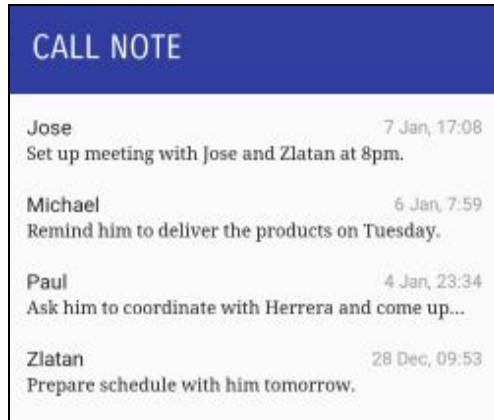 CALL NOTE
Jose 7 Jan, 17:08
Set up meeting with Jose and Zlatan at 8pm.
Michael 6 Jan, 7:59
Remind him to deliver the products on Tuesday.
Paul 4 Jan, 23:34
Ask him to coordinate with Herrera and come up...
Zlatan 28 Dec, 09:53
Prepare schedule with him tomorrow.